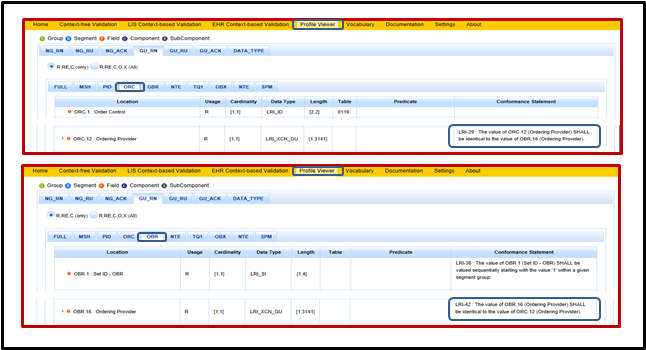 Home Context-free Validation LIS Context-based Validation EHR Context-based Validation Profile Viewer Vocabulary Documentation Settings About
Group Segment Field Component SubComponent
NG_RN NG_RU NG_ACK GU_RN GU_RU GU_ACK DATA_TYPE
R,RE,C (only) R,RE,C,O,X (All)
FULL MSH PID ORC OBR NTE TQ1 OBX NTE SPM
Location Usage Cardinality Data Type Length Table Predicate Conformance Statement
ORC.1 : Order Control R [1,1] LRI_ID [2,2] 0119
ORC.12 : Ordering Provider R [1,1] LRI_XCN_GU [1,3141] LRI-29 : The value of ORC.12 (Ordering Provider) SHALL
be identical to the value of OBR.16 (Ordering Provider).
Home Context-free Validation LIS Context-based Validation EHR Context-based Validation Profile Viewer Vocabulary Documentation Settings About
Group Segment Field Component SubComponent
NG_RN NG_RU NG_ACK GU_RN GU_RU GU_ACK DATA_TYPE
R,RE,C (only) R,RE,C,O,X (All)
FULL MSH PID ORC OBR NTE TQ1 OBX NTE SPM
Location Usage Cardinality Data Type Length Table Predicate Conformance Statement
LRI-38 : The value of OBR.1 (Set ID - OBR) SHALL be
OBR.1 : Set ID - OBR R [1,1] LRI_SI [1,4] valued sequentially starting with the value '1' within a given
segment group.
OBR.16 : Ordering Provider R [1,1] LRI_XCN_GU [1,3141] LRI-42 : The value of OBR.16 (Ordering Provider) SHALL
be identical to the value of ORC.12 (Ordering Provider).